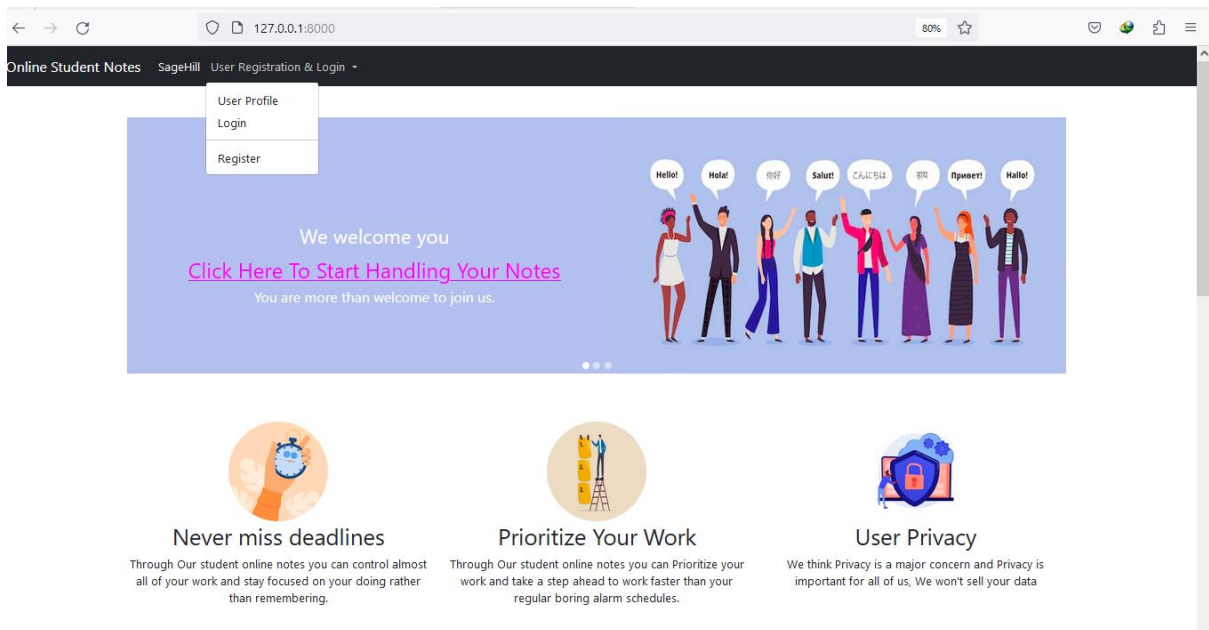 127.0.0.1:8000
80%
Online Student Notes SageHill User Registration & Login
User Profile
Login
Register
Hello! Hola! 你好 Salut! こんにちは हाय Привет! Hallo!
We welcome you
Click Here To Start Handling Your Notes
You are more than welcome to join us.
Never miss deadlines
Through Our student online notes you can control almost
all of your work and stay focused on your doing rather
than remembering.
Prioritize Your Work
Through Our student online notes you can Prioritize your
work and take a step ahead to work faster than your
regular boring alarm schedules.
User Privacy
We think Privacy is a major concern and Privacy is
important for all of us, We won't sell your data